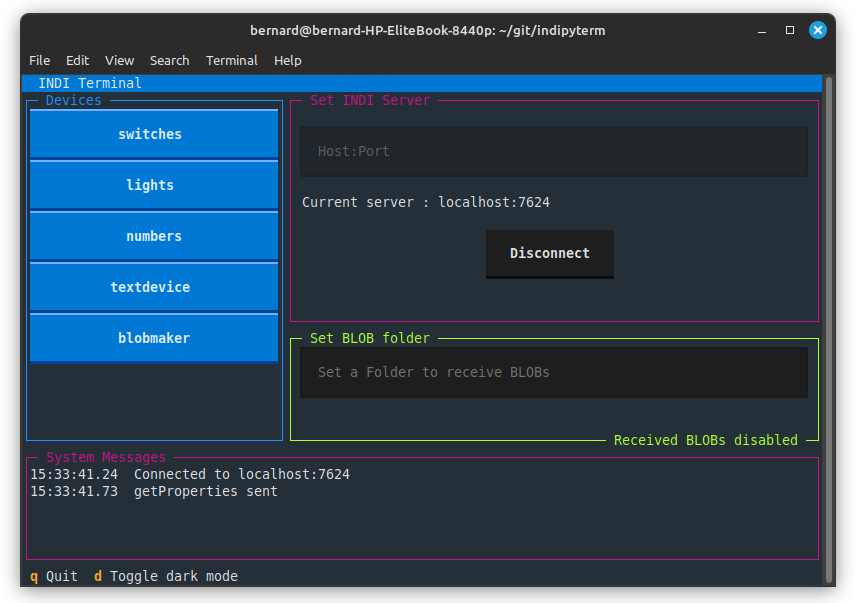 bernard@bernard-HP-EliteBook-8440p: ~/git/indipyterm
File Edit View Search Terminal Help
INDI Terminal
Devices
switches
lights
numbers
textdevice
blobmaker
Set INDI Server
Host:Port
Current server : localhost:7624
Disconnect
Set BLOB folder
Set a Folder to receive BLOBs
Received BLOBs disabled
System Messages
15:33:41.24  Connected to localhost:7624
15:33:41.73  getProperties sent
q Quit  d Toggle dark mode